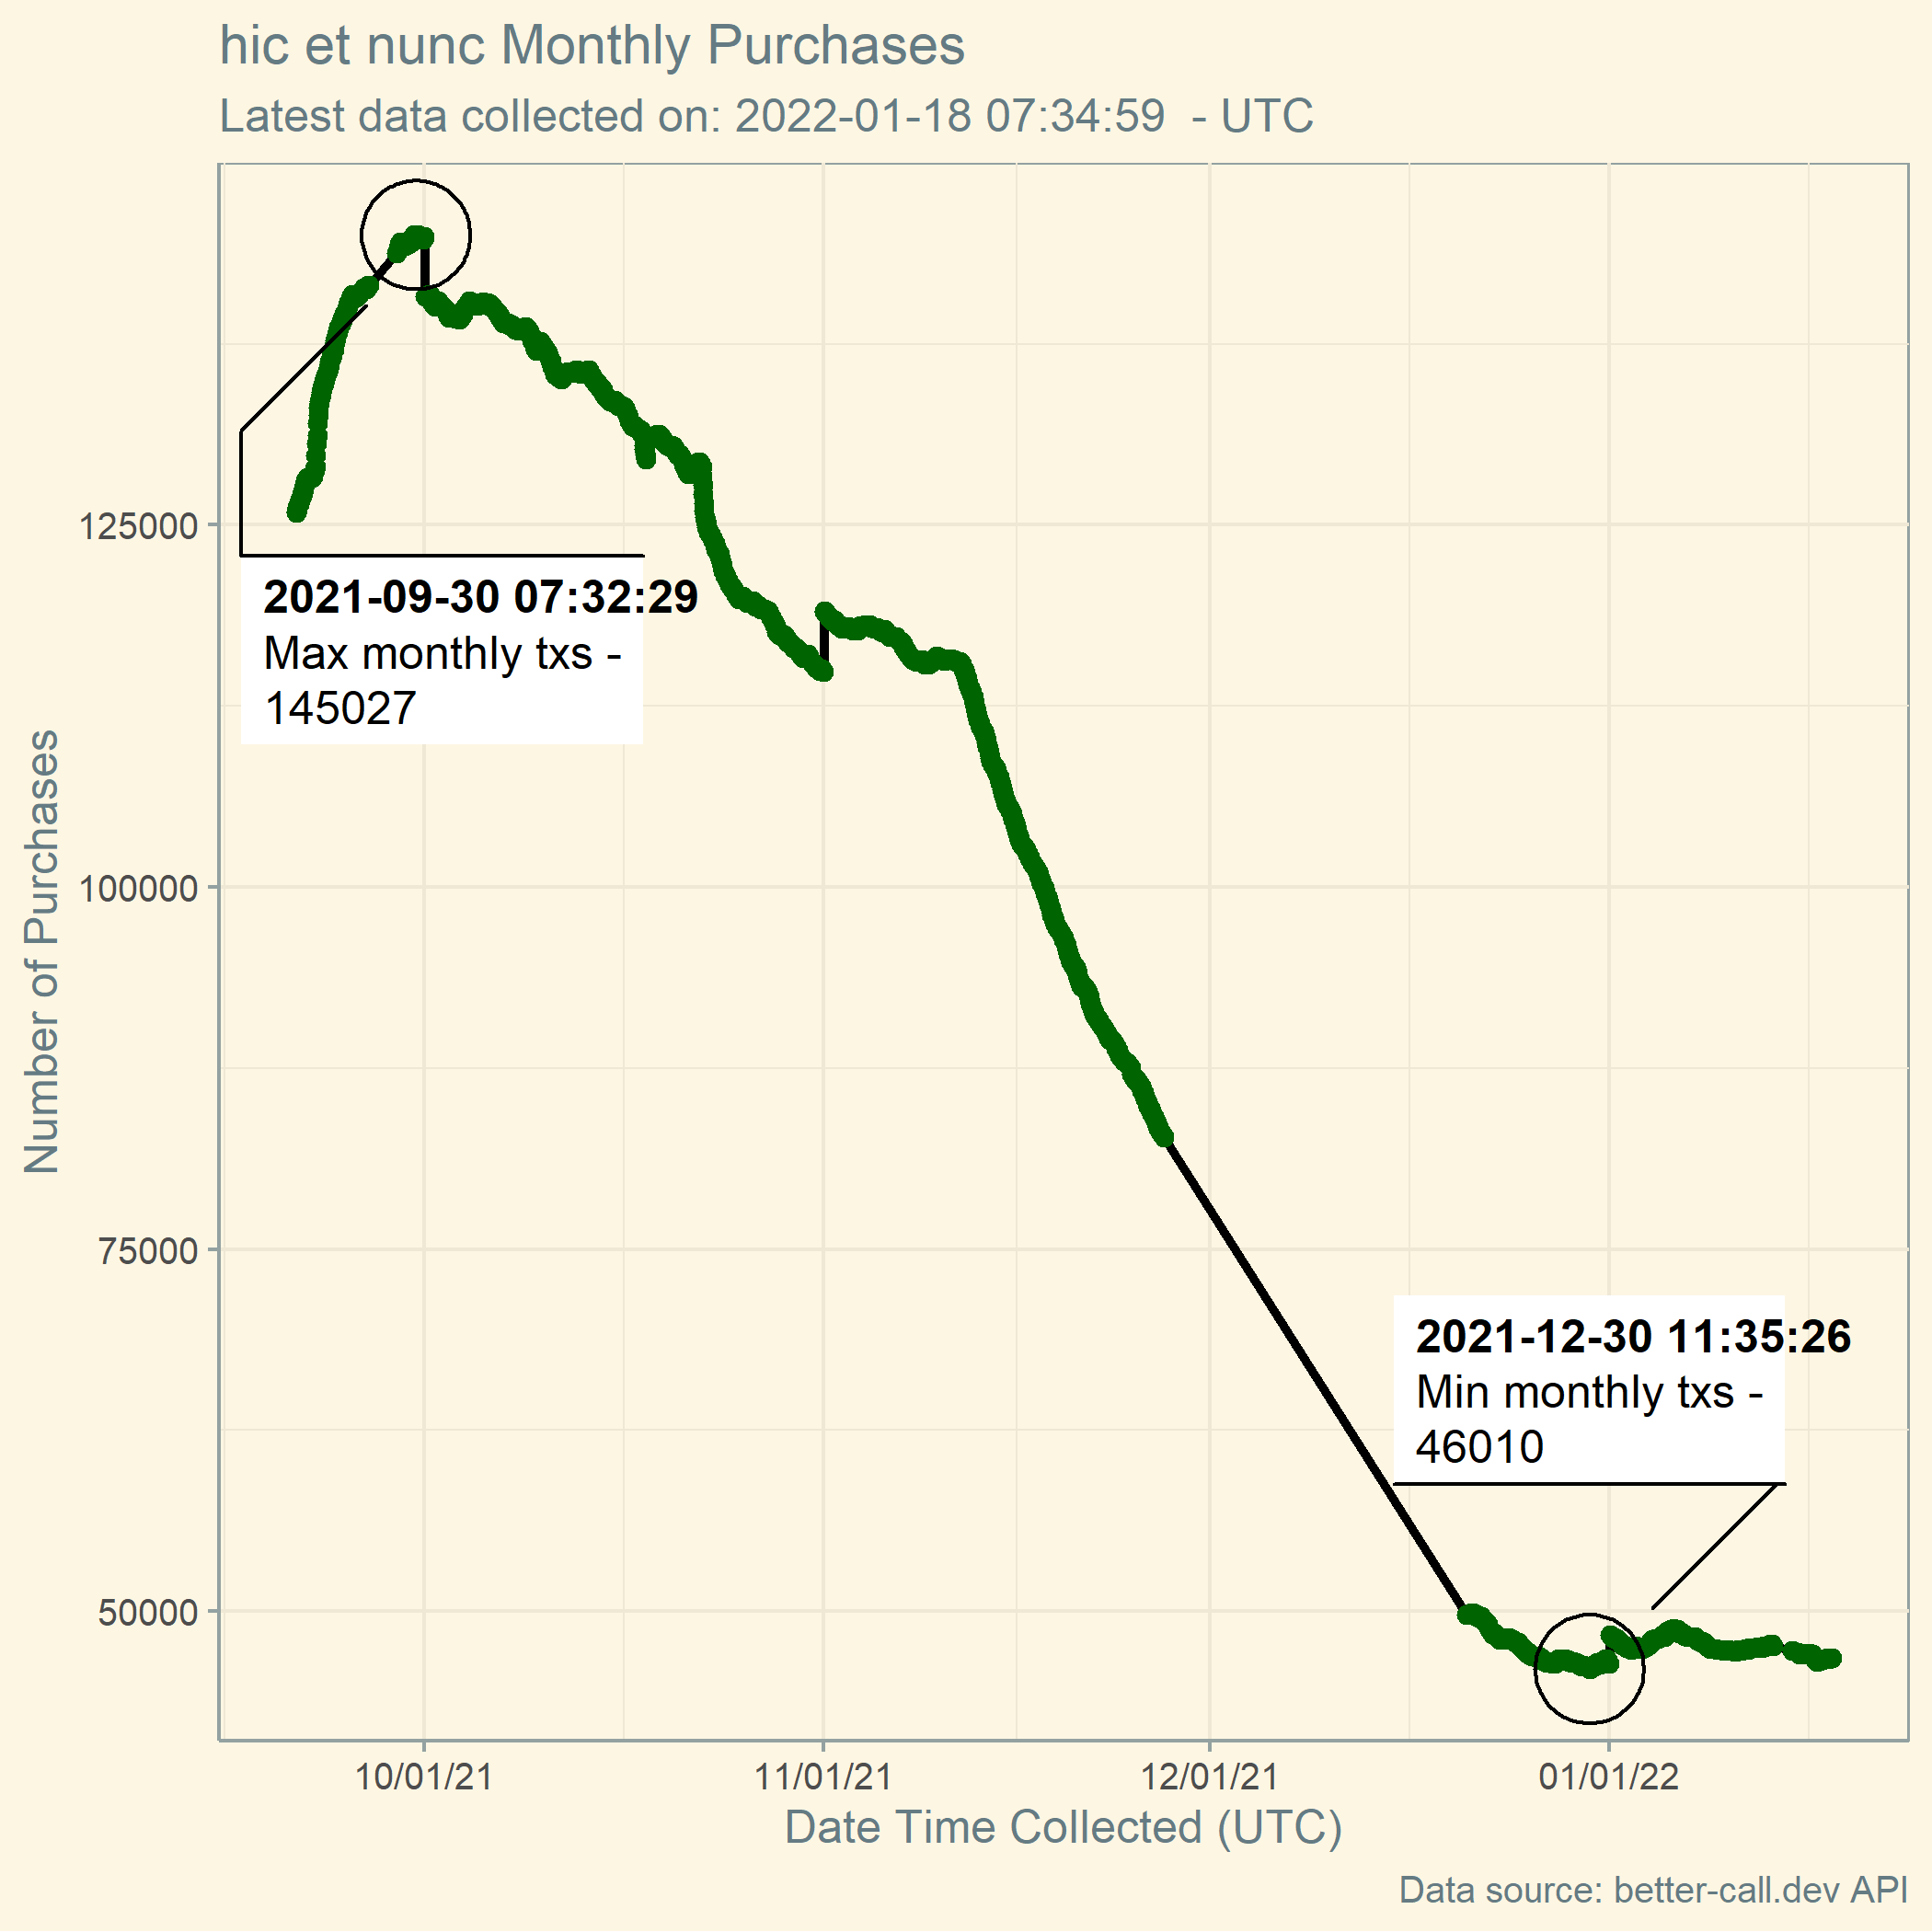 hic et nunc Monthly Purchases
Latest data collected on: 2022-01-18 07:34:59  - UTC
Number of Purchases
125000
100000
75000
50000
2021-09-30 07:32:29
Max monthly txs -
145027
2021-12-30 11:35:26
Min monthly txs -
46010
10/01/21
11/01/21
12/01/21
01/01/22
Date Time Collected (UTC)
Data source: better-call.dev API